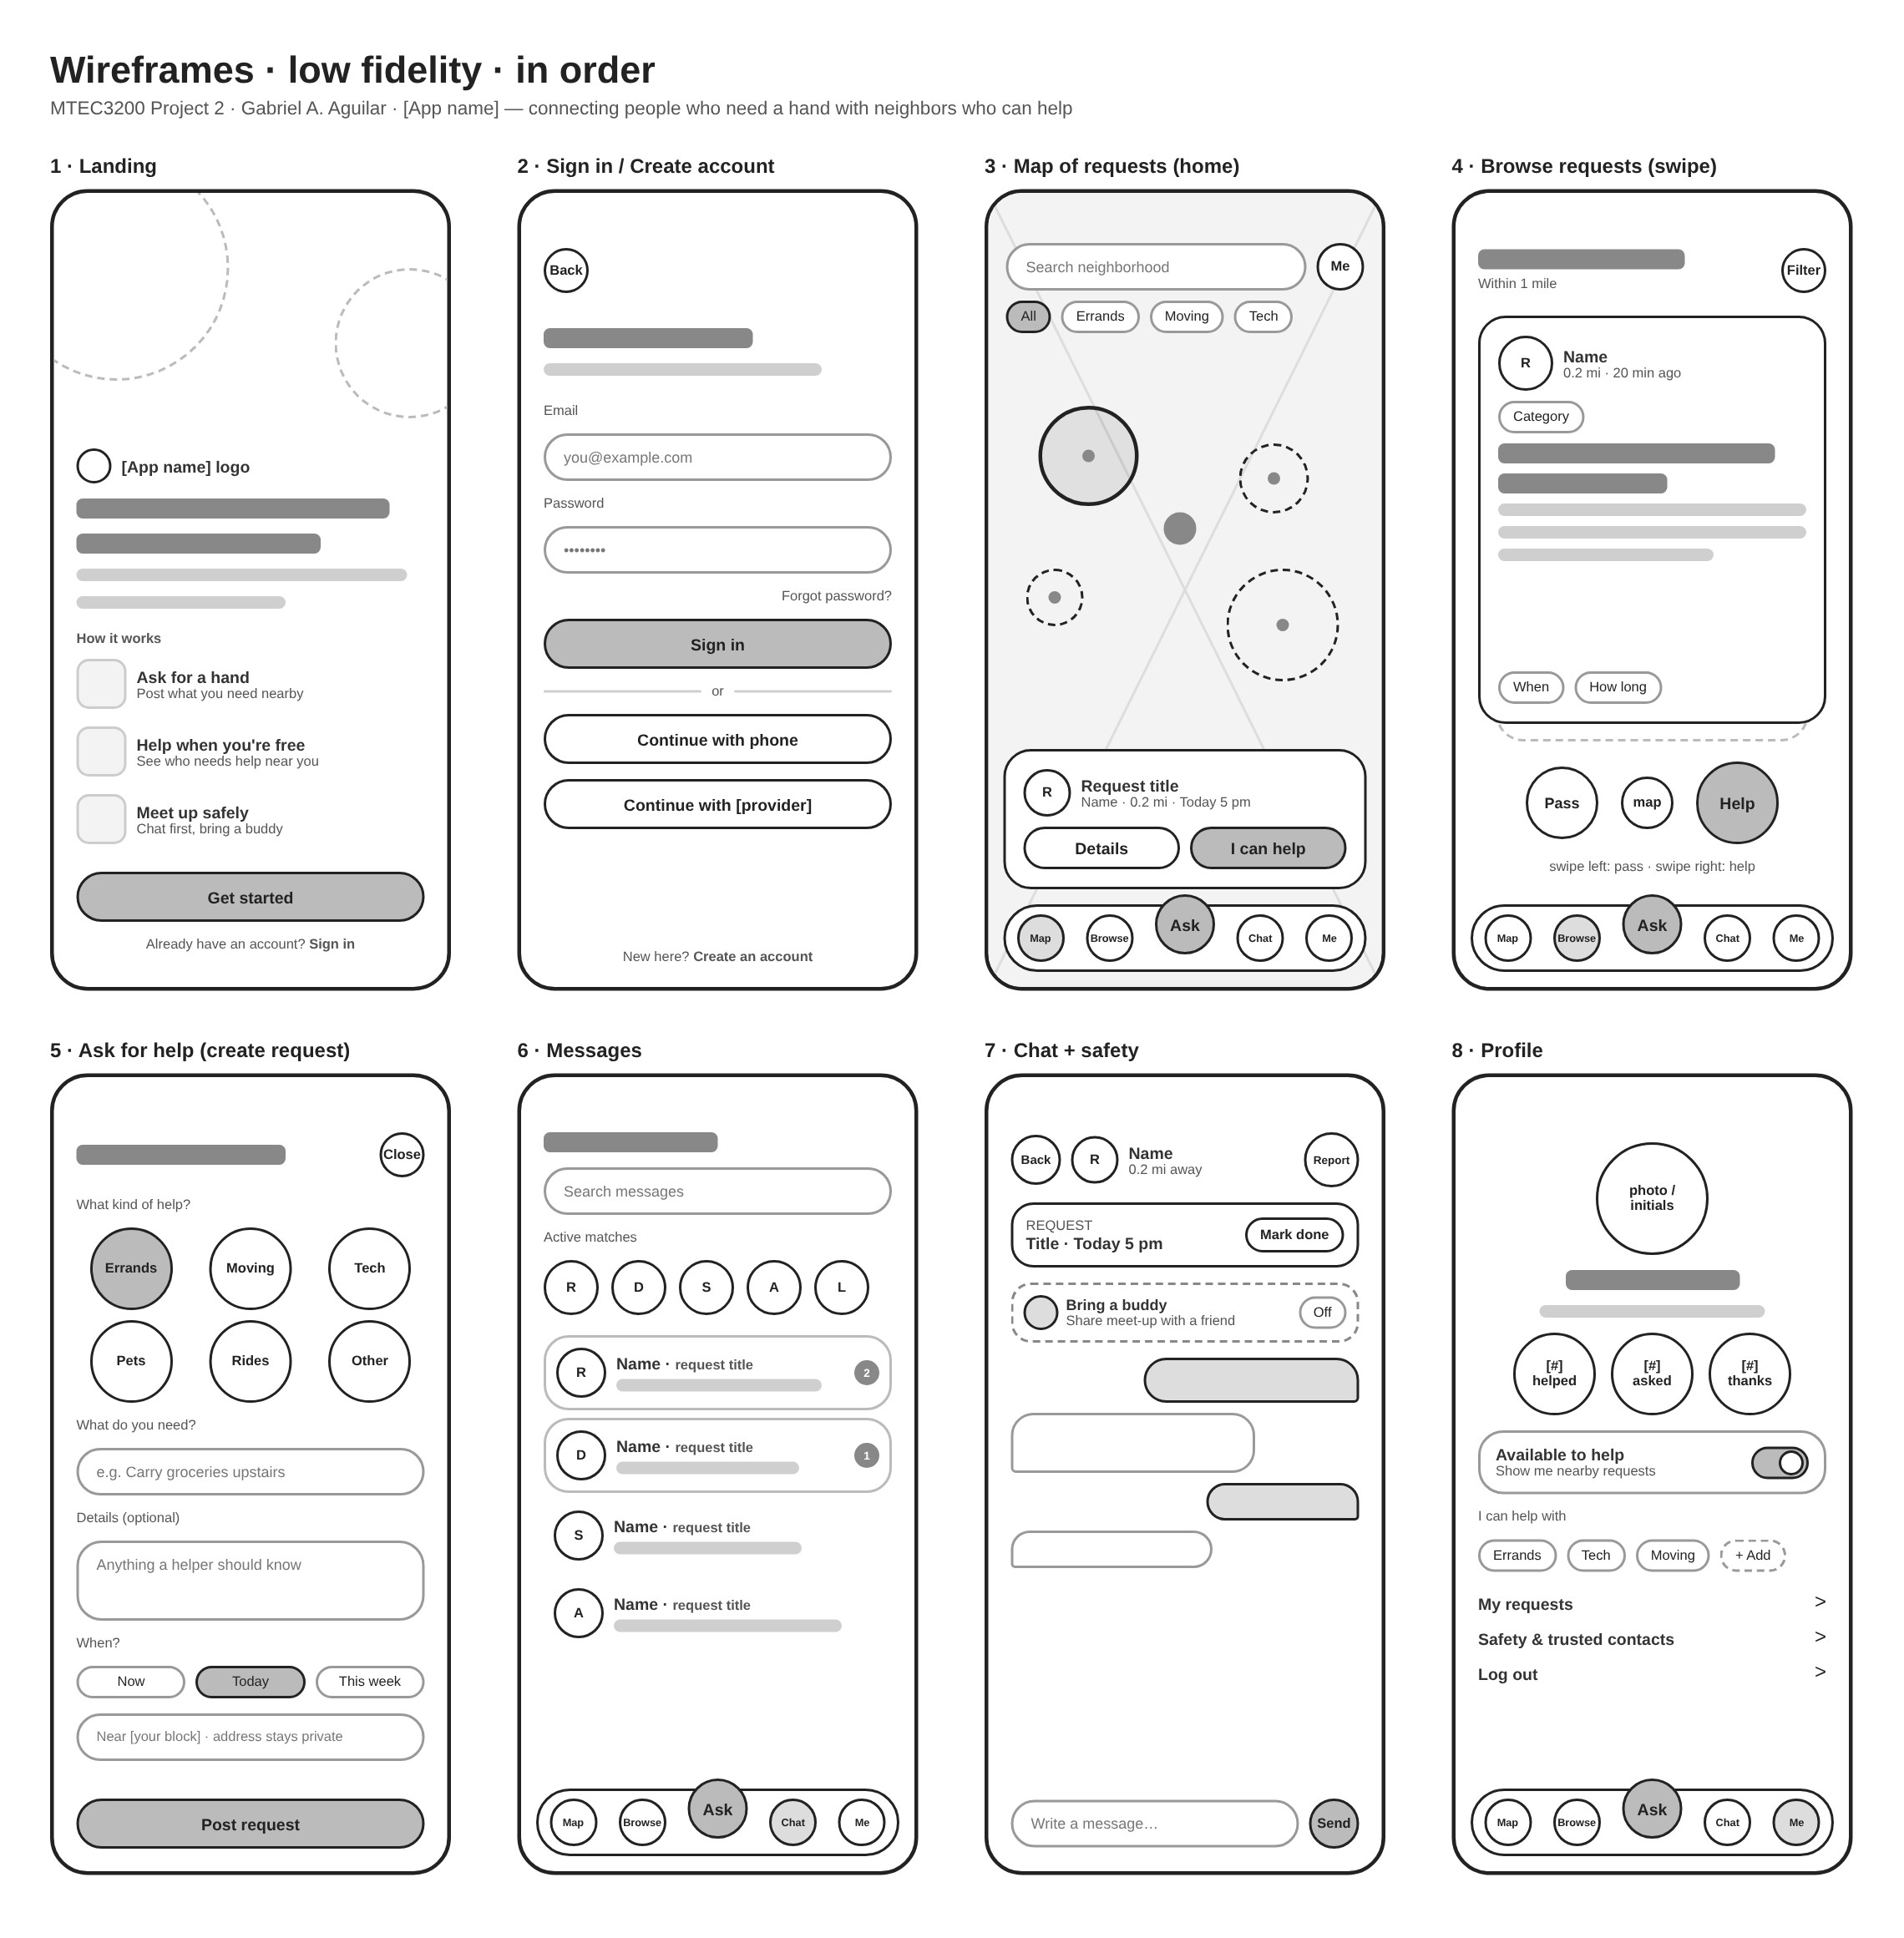 Wireframes · low fidelity · in order
MTEC3200 Project 2 · Gabriel A. Aguilar · [App name] — connecting people who need a hand with neighbors who can help
1 · Landing
[App name] logo
How it works
Ask for a hand
Post what you need nearby
Help when you're free
See who needs help near you
Meet up safely
Chat first, bring a buddy
Get started
Already have an account? Sign in
2 · Sign in / Create account
Back
Email
you@example.com
Password
••••••••
Forgot password?
Sign in
or
Continue with phone
Continue with [provider]
New here? Create an account
3 · Map of requests (home)
Search neighborhood
Me
All
Errands
Moving
Tech
R
Request title
Name · 0.2 mi · Today 5 pm
Details
I can help
Map
Browse
Ask
Chat
Me
4 · Browse requests (swipe)
Within 1 mile
Filter
R
Name
0.2 mi · 20 min ago
Category
When
How long
Pass
map
Help
swipe left: pass · swipe right: help
Map
Browse
Ask
Chat
Me
5 · Ask for help (create request)
Close
What kind of help?
Errands
Moving
Tech
Pets
Rides
Other
What do you need?
e.g. Carry groceries upstairs
Details (optional)
Anything a helper should know
When?
Now
Today
This week
Near [your block] · address stays private
Post request
6 · Messages
Search messages
Active matches
R
D
S
A
L
R
Name · request title
2
D
Name · request title
1
S
Name · request title
A
Name · request title
Map
Browse
Ask
Chat
Me
7 · Chat + safety
Back
R
Name
0.2 mi away
Report
REQUEST
Title · Today 5 pm
Mark done
Bring a buddy
Share meet-up with a friend
Off
Write a message…
Send
8 · Profile
photo /
initials
[#]
helped
[#]
asked
[#]
thanks
Available to help
Show me nearby requests
I can help with
Errands
Tech
Moving
+ Add
My requests >
Safety & trusted contacts >
Log out >
Map
Browse
Ask
Chat
Me